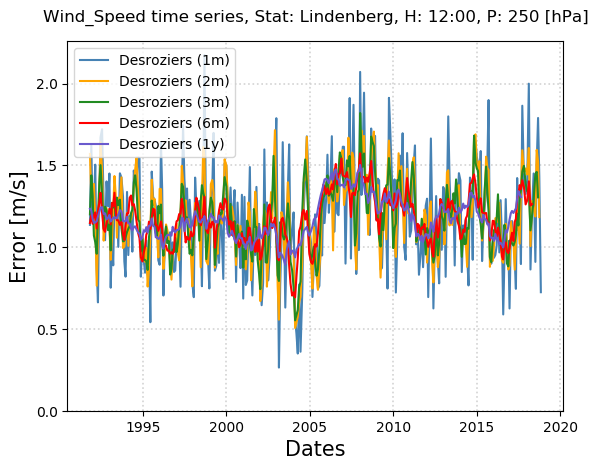 Wind_Speed time series, Stat: Lindenberg, H: 12:00, P: 250 [hPa]
Desroziers (1m)
Desroziers (2m)
Desroziers (3m)
Desroziers (6m)
Desroziers (1y)
Error [m/s]
2.0
1.5
1.0
0.5
0.0
1995 2000 2005 2010 2015 2020
Dates